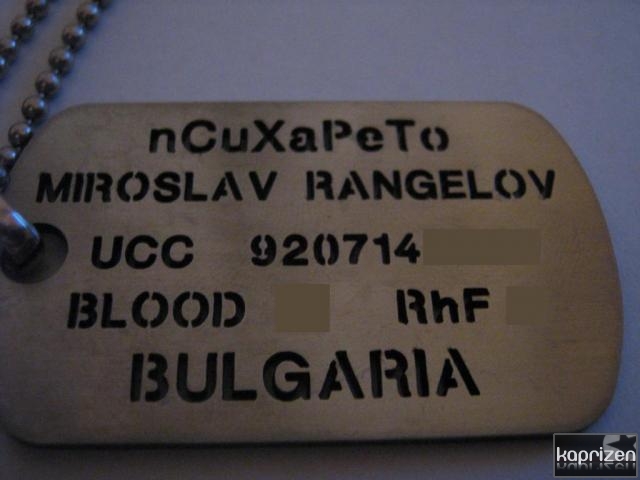 nCuXaPeTo
MIROSLAV RANGELOV
UCC 920714
BLOOD RhF
BULGARIA
kaprizen